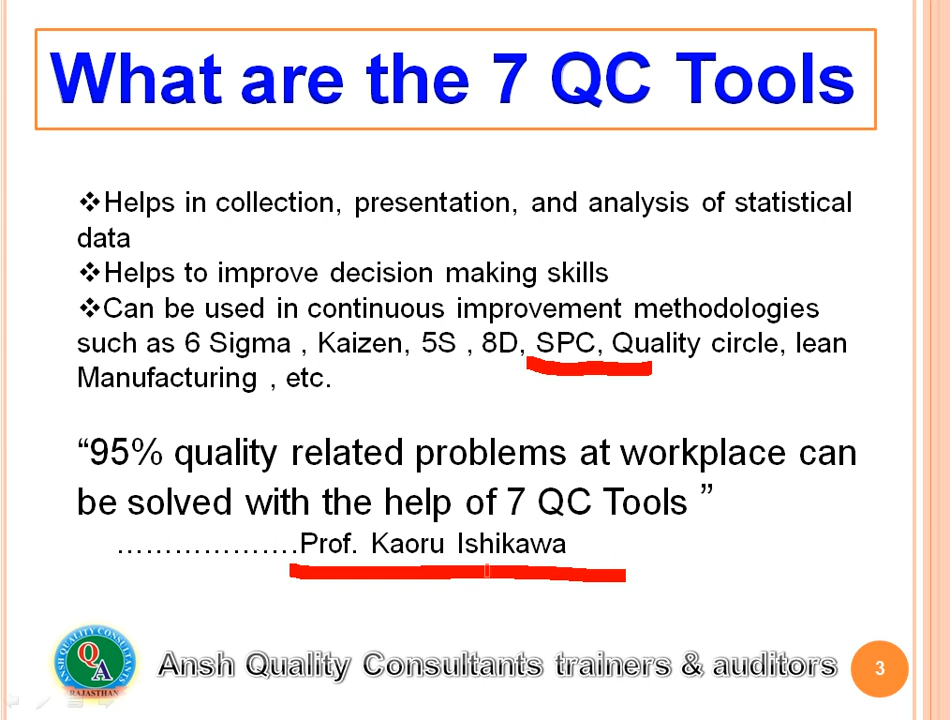 What are the 7 QC Tools
❖Helps in collection, presentation, and analysis of statistical
data
❖Helps to improve decision making skills
❖Can be used in continuous improvement methodologies
such as 6 Sigma , Kaizen, 5S , 8D, SPC, Quality circle, lean
Manufacturing , etc.
“95% quality related problems at workplace can
be solved with the help of 7 QC Tools ”
………………..Prof. Kaoru Ishikawa
ANSH QUALITY CONSULTANTS
QA
RAJASTHAN
Ansh Quality Consultants trainers & auditors
3